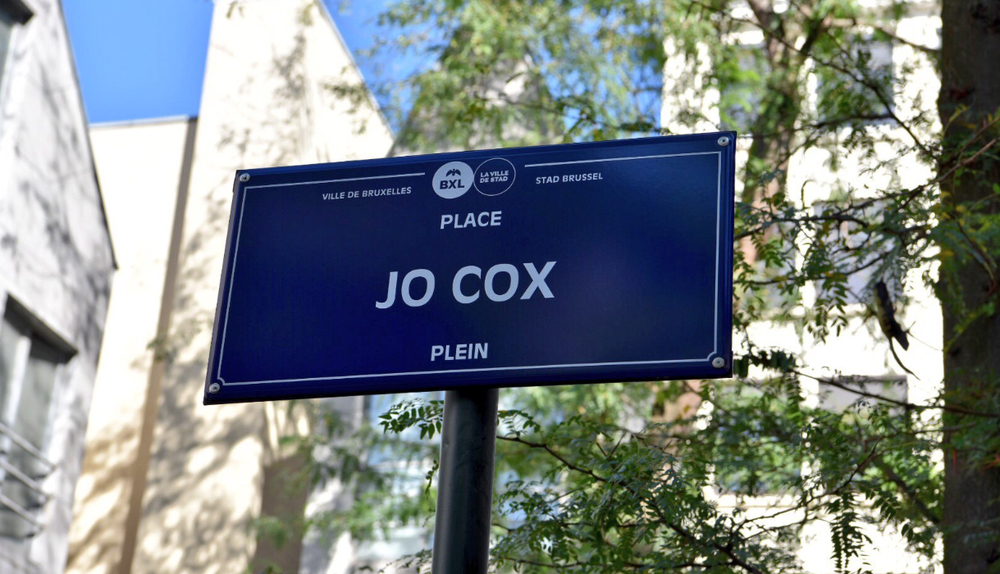 VILLE DE BRUXELLES
BXL
LA VILLE
DE STAD
STAD BRUSSEL
PLACE
JO COX
PLEIN